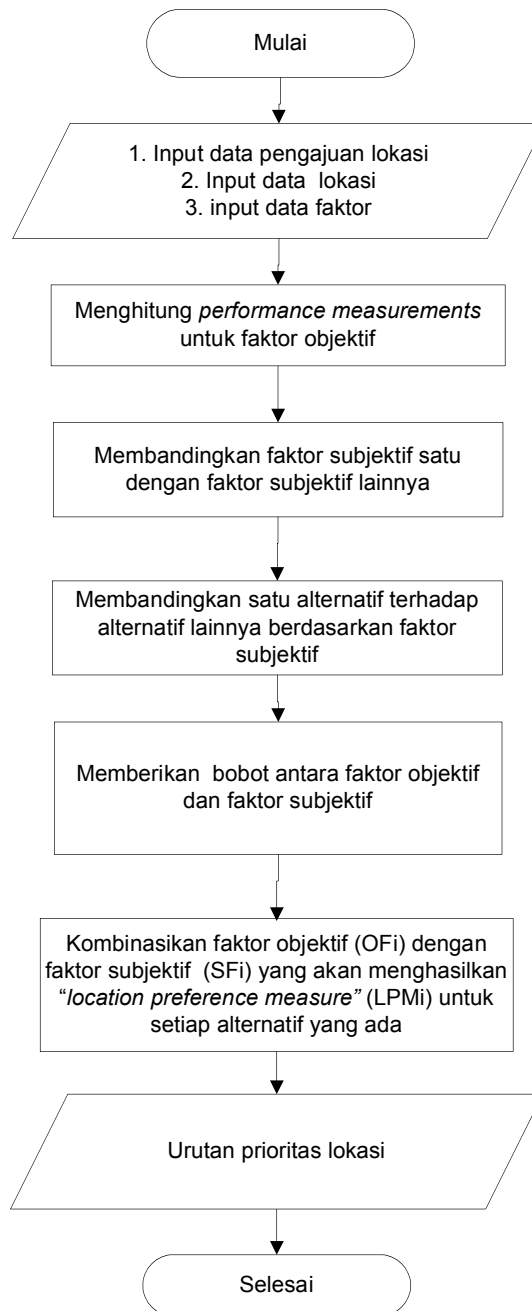 Mulai
1. Input data pengajuan lokasi
2. Input data lokasi
3. input data faktor
Menghitung performance measurements
untuk faktor objektif
Membandingkan faktor subjektif satu
dengan faktor subjektif lainnya
Membandingkan satu alternatif terhadap
alternatif lainnya berdasarkan faktor
subjektif
Memberikan bobot antara faktor objektif
dan faktor subjektif
Kombinasikan faktor objektif (OFi) dengan
faktor subjektif (SFi) yang akan menghasilkan
“location preference measure” (LPMi) untuk
setiap alternatif yang ada
Urutan prioritas lokasi
Selesai